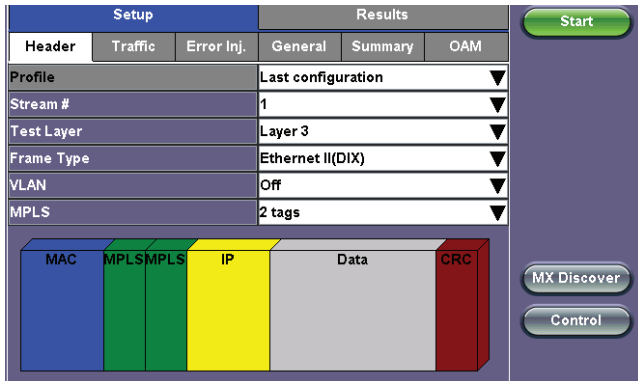 Setup Results Start
Header Traffic Error Inj. General Summary OAM
Profile Last configuration
Stream # 1
Test Layer Layer 3
Frame Type Ethernet II(DIX)
VLAN Off
MPLS 2 tags
MAC MPLS MPLS IP Data CRC
MX Discover
Control